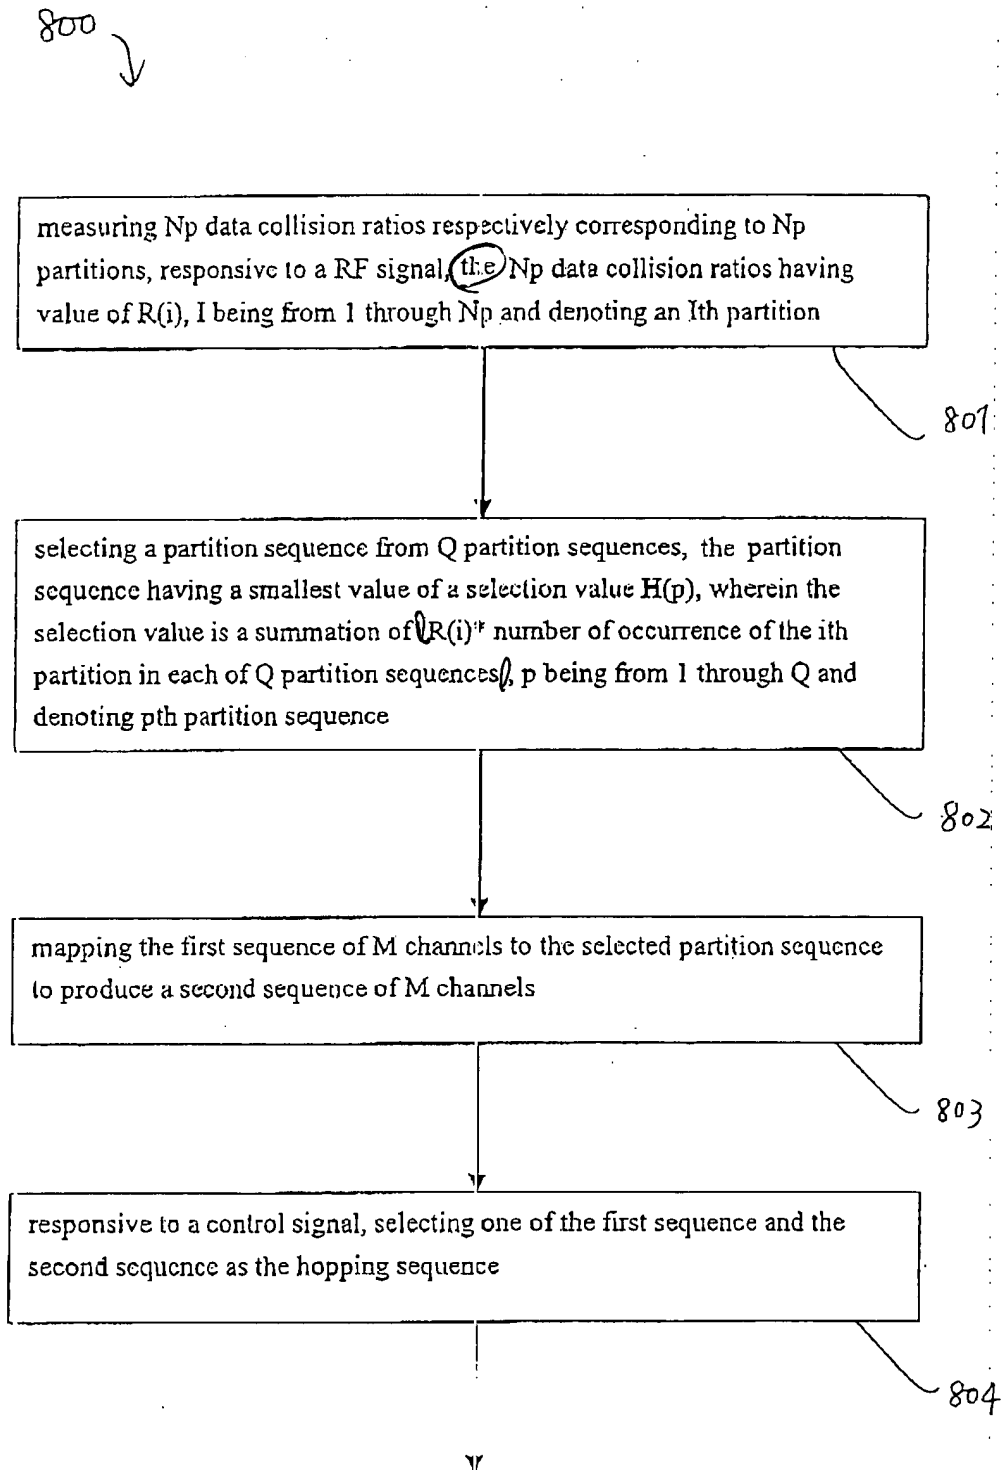 800
measuring Np data collision ratios respectively corresponding to Np
partitions, responsive to a RF signal, the Np data collision ratios having
value of R(i), I being from 1 through Np and denoting an Ith partition
801
selecting a partition sequence from Q partition sequences, the partition
sequence having a smallest value of a selection value H(p), wherein the
selection value is a summation of (R(i)* number of occurrence of the ith
partition in each of Q partition sequences), p being from 1 through Q and
denoting pth partition sequence
802
mapping the first sequence of M channels to the selected partition sequence
to produce a second sequence of M channels
803
responsive to a control signal, selecting one of the first sequence and the
second sequence as the hopping sequence
804